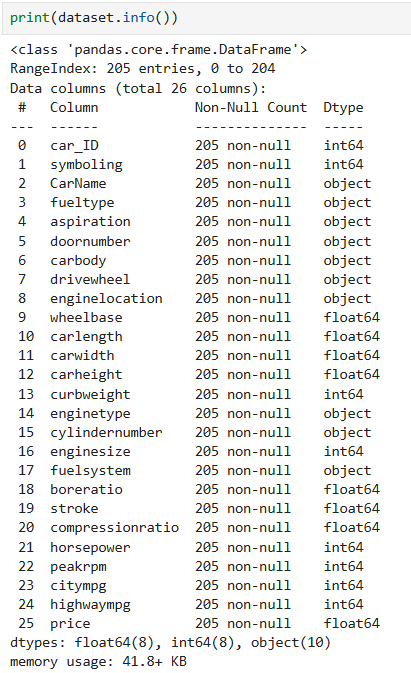 print(dataset.info())
<class 'pandas.core.frame.DataFrame'>
RangeIndex: 205 entries, 0 to 204
Data columns (total 26 columns):
 #   Column            Non-Null Count  Dtype
---  ------            --------------  -----
 0   car_ID            205 non-null    int64
 1   symboling         205 non-null    int64
 2   CarName           205 non-null    object
 3   fueltype          205 non-null    object
 4   aspiration        205 non-null    object
 5   doornumber        205 non-null    object
 6   carbody           205 non-null    object
 7   drivewheel        205 non-null    object
 8   enginelocation    205 non-null    object
 9   wheelbase         205 non-null    float64
 10  carlength         205 non-null    float64
 11  carwidth          205 non-null    float64
 12  carheight         205 non-null    float64
 13  curbweight        205 non-null    int64
 14  enginetype        205 non-null    object
 15  cylindernumber    205 non-null    object
 16  enginesize        205 non-null    int64
 17  fuelsystem        205 non-null    object
 18  boreratio         205 non-null    float64
 19  stroke            205 non-null    float64
 20  compressionratio  205 non-null    float64
 21  horsepower        205 non-null    int64
 22  peakrpm           205 non-null    int64
 23  citympg           205 non-null    int64
 24  highwaympg        205 non-null    int64
 25  price             205 non-null    float64
dtypes: float64(8), int64(8), object(10)
memory usage: 41.8+ KB